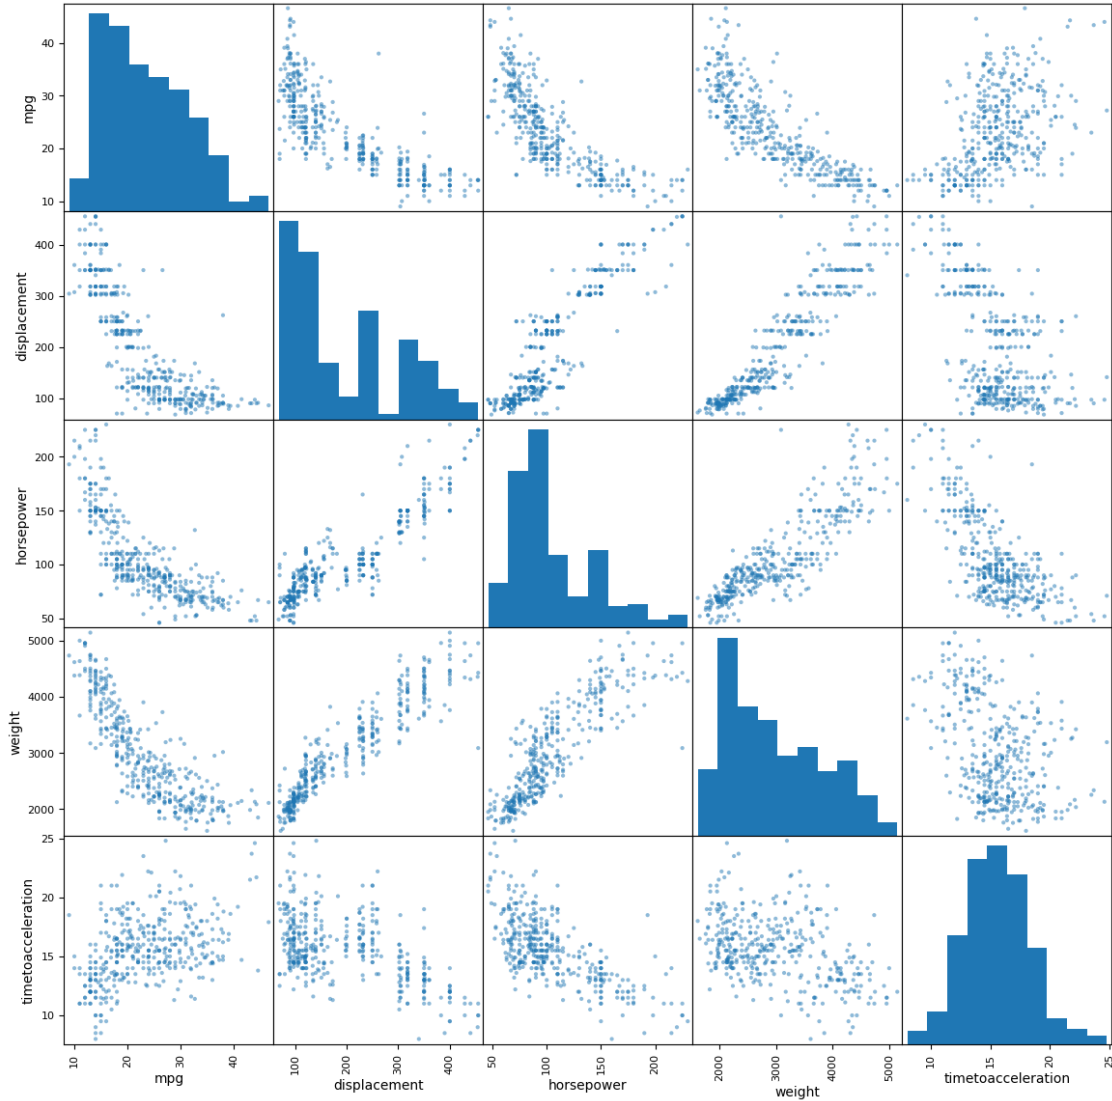 40
30
20
10
mpg
400
300
200
100
displacement
200
150
100
50
horsepower
5000
4000
3000
2000
weight
25
20
15
10
timetoacceleration
10 20 30 40
mpg
100 200 300 400
displacement
50 100 150 200
horsepower
2000 3000 4000 5000
weight
10 15 20 25
timetoacceleration